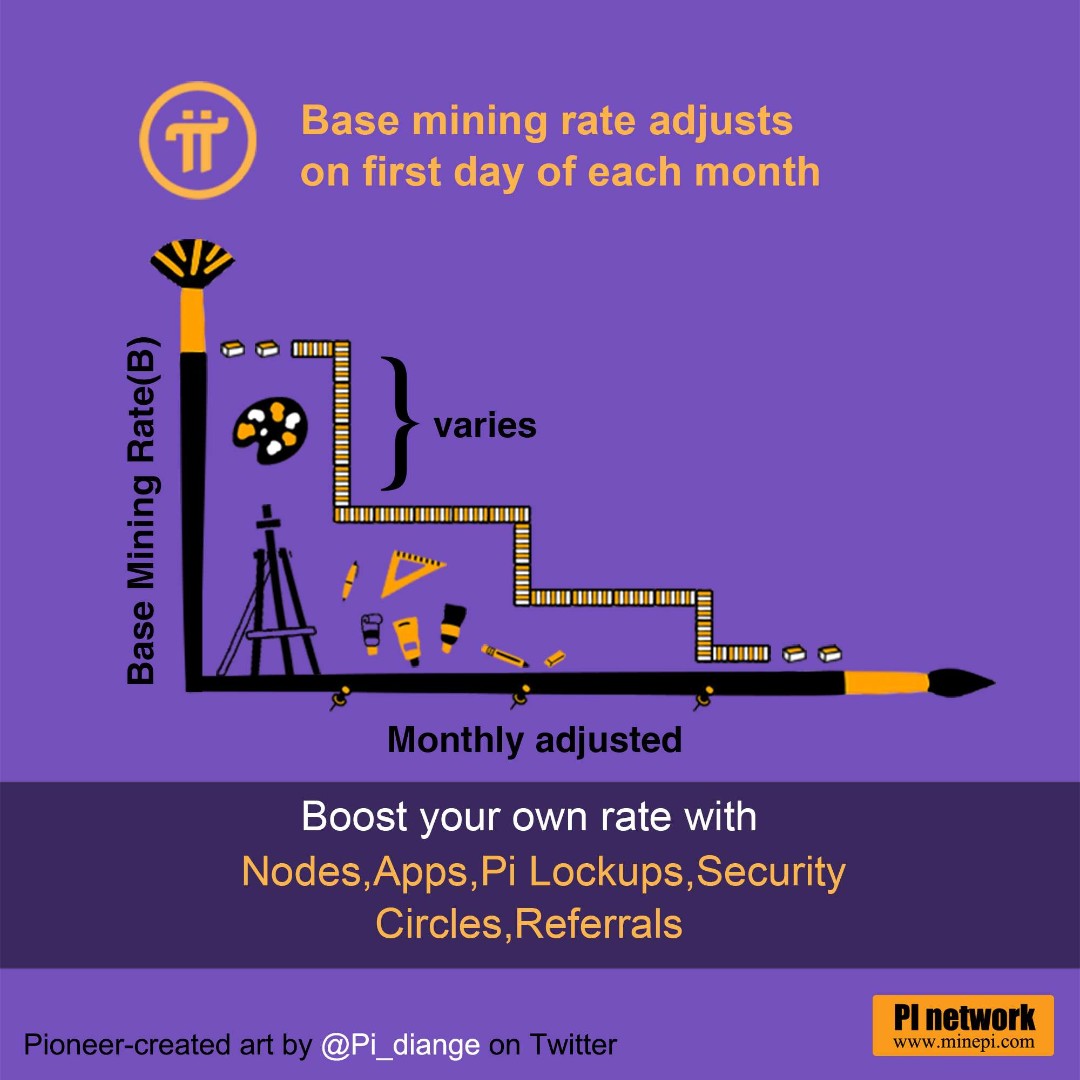 Base mining rate adjusts
on first day of each month
Base Mining Rate(B)
varies
Monthly adjusted
Boost your own rate with
Nodes,Apps,Pi Lockups,Security
Circles,Referrals
Pioneer-created art by @Pi_diange on Twitter
PI network
www.minepi.com